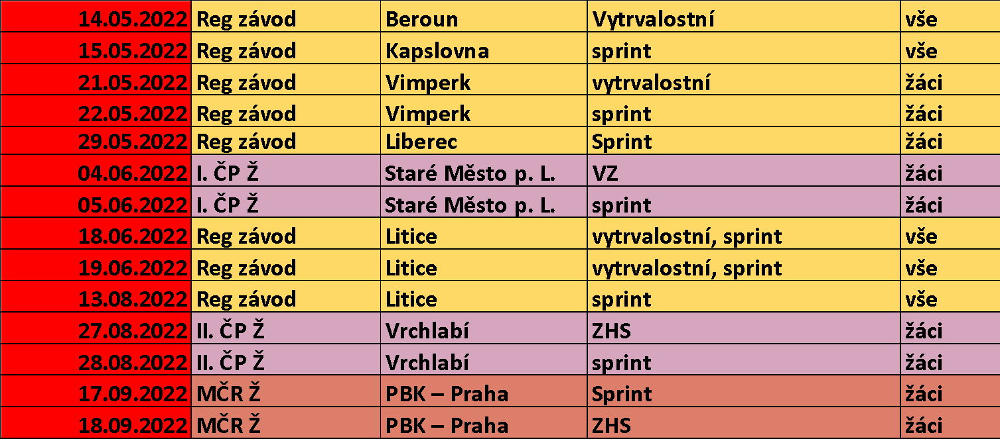 14.05.2022 Reg závod Beroun Vytrvalostní vše
15.05.2022 Reg závod Kapslovna sprint vše
21.05.2022 Reg závod Vimperk vytrvalostní žáci
22.05.2022 Reg závod Vimperk sprint žáci
29.05.2022 Reg závod Liberec Sprint žáci
04.06.2022 I. ČP Ž Staré Město p. L. VZ žáci
05.06.2022 I. ČP Ž Staré Město p. L. sprint žáci
18.06.2022 Reg závod Litice vytrvalostní, sprint vše
19.06.2022 Reg závod Litice vytrvalostní, sprint vše
13.08.2022 Reg závod Litice sprint vše
27.08.2022 II. ČP Ž Vrchlabí ZHS žáci
28.08.2022 II. ČP Ž Vrchlabí sprint žáci
17.09.2022 MČR Ž PBK – Praha Sprint žáci
18.09.2022 MČR Ž PBK – Praha ZHS žáci